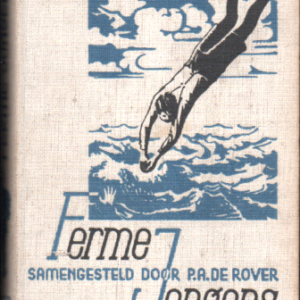 Ferme
SAMENGESTELD DOOR P.A. DE ROVER
Jongens